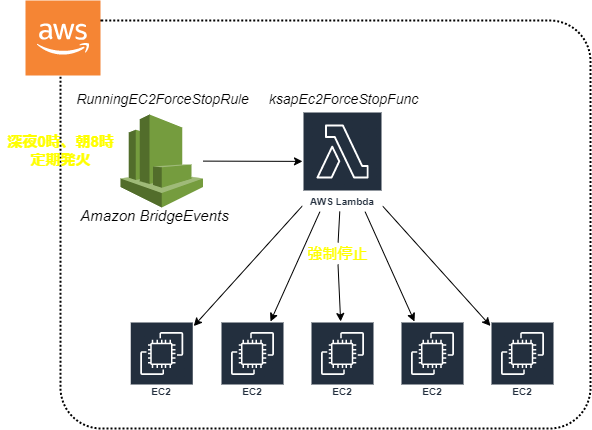 aws
RunningEC2ForceStopRule
ksapEc2ForceStopFunc
深夜0時、朝8時
定期発火
Amazon BridgeEvents
AWS Lambda
強制停止
EC2
EC2
EC2
EC2
EC2